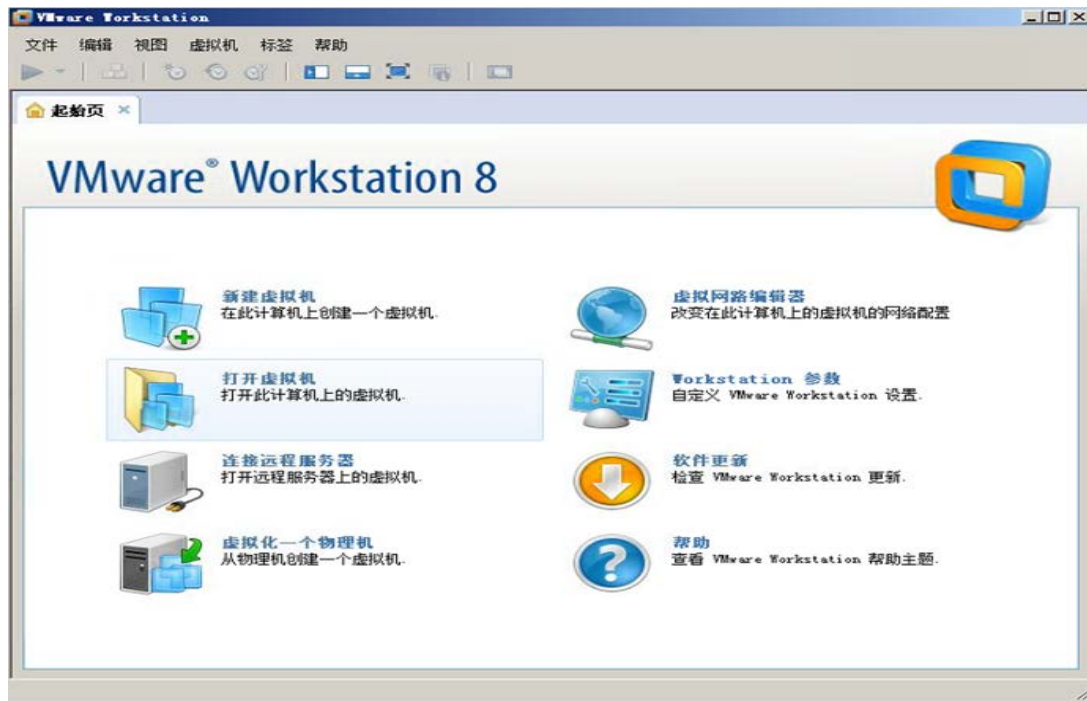 VMware Workstation
文件 编辑 视图 虚拟机 标签 帮助
起始页
VMware® Workstation 8
新建虚拟机
在此计算机上创建一个虚拟机.
打开虚拟机
打开此计算机上的虚拟机.
连接远程服务器
打开远程服务器上的虚拟机.
虚拟化一个物理机
从物理机创建一个虚拟机.
虚拟网路编辑器
改变在此计算机上的虚拟机的网络配置
Workstation 参数
自定义 VMware Workstation 设置.
软件更新
检查 VMware Workstation 更新.
帮助
查看 VMware Workstation 帮助主题.